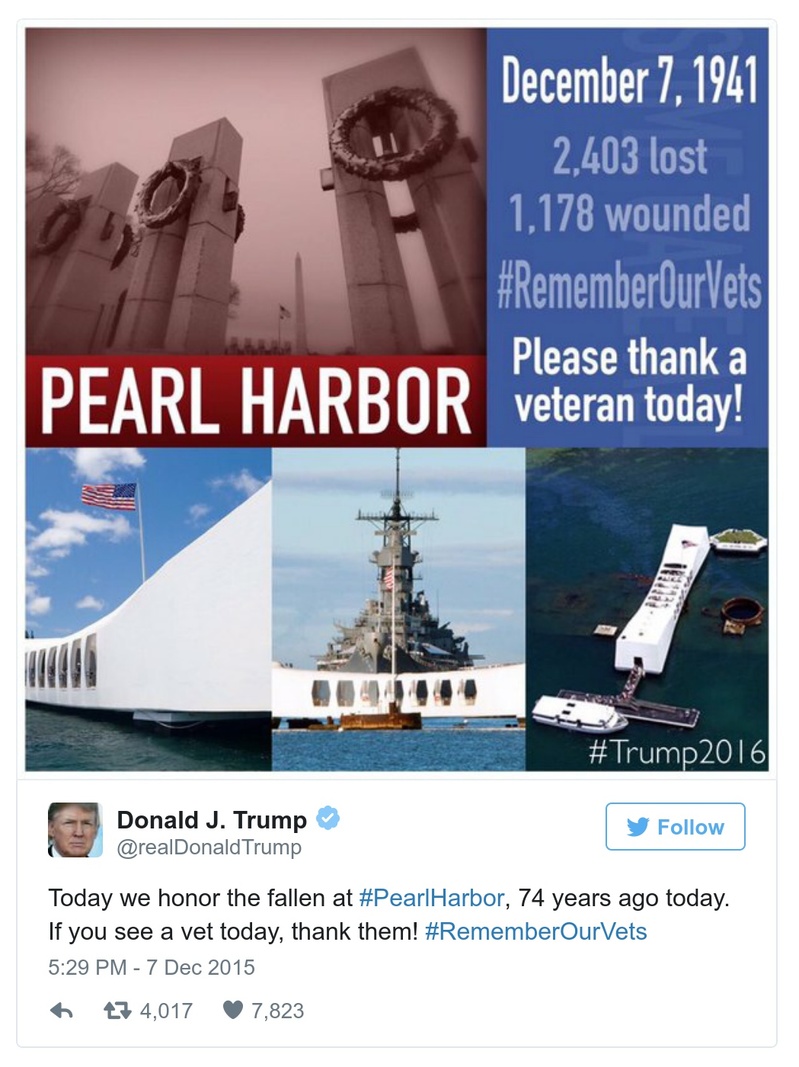 December 7, 1941
2,403 lost
1,178 wounded
#RememberOurVets
Please thank a
veteran today!
PEARL HARBOR
#Trump2016
Donald J. Trump
@realDonaldTrump
Follow
Today we honor the fallen at #PearlHarbor, 74 years ago today.
If you see a vet today, thank them! #RememberOurVets
5:29 PM - 7 Dec 2015
4,017 7,823